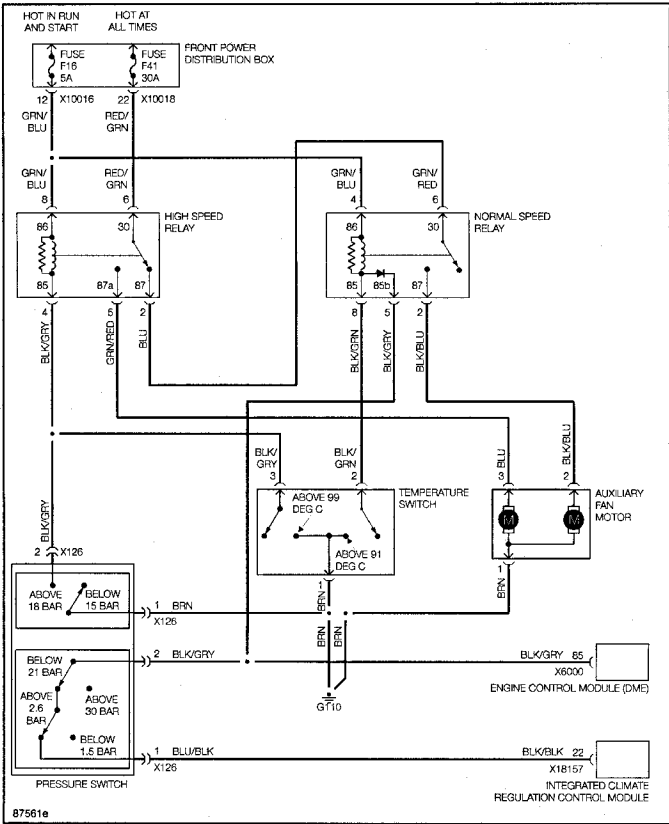 HOT IN RUN
AND START
HOT AT
ALL TIMES
FUSE
F16
5A
FUSE
F41
30A
FRONT POWER
DISTRIBUTION BOX
12
X10016
22
X10018
GRN/
BLU
RED/
GRN
GRN/
BLU
RED/
GRN
GRN/
BLU
GRN/
RED
8
6
4
6
86
30
HIGH SPEED
RELAY
86
30
NORMAL SPEED
RELAY
85
87a
87
85
85b
87
4
5
2
8
5
2
BLK/GRY
GRN/RED
BLU
BLK/GRN
BLK/GRY
BLK/BLU
BLK/
GRY
3
BLK/
GRN
2
BLU
3
BLK/BLU
2
ABOVE 99
DEG C
ABOVE 91
DEG C
TEMPERATURE
SWITCH
M
M
AUXILIARY
FAN
MOTOR
BLK/GRY
2
X126
1
BRN
1
BRN
ABOVE
18 BAR
BELOW
15 BAR
1
BRN
X126
BRN
BRN
G110
BELOW
21 BAR
ABOVE
2.6
BAR
ABOVE
30 BAR
BELOW
1.5 BAR
2
BLK/GRY
BLK/GRY
85
X6000
ENGINE CONTROL MODULE (DME)
1
BLU/BLK
X126
BLK/BLK
22
X18157
INTEGRATED CLIMATE
REGULATION CONTROL MODULE
PRESSURE SWITCH
87561e